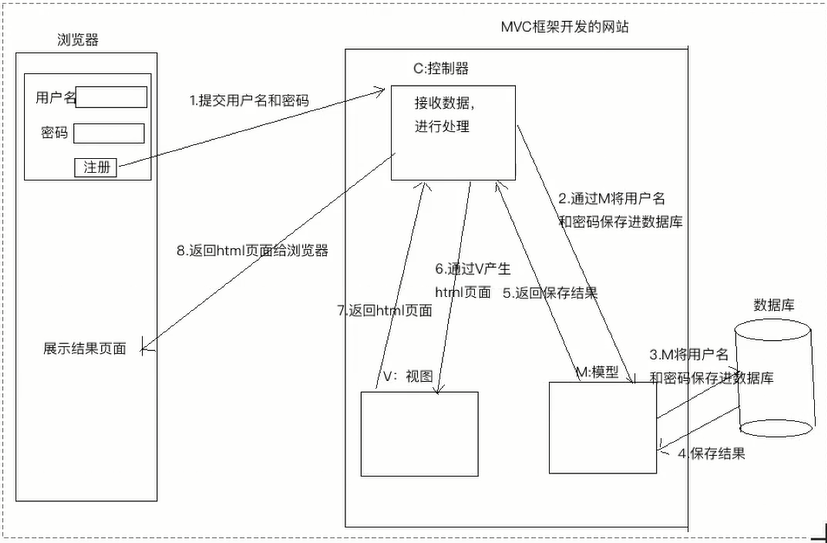 MVC框架开发的网站
浏览器
C:控制器
用户名
1.提交用户名和密码
接收数据,
进行处理
密码
注册
2.通过M将用户名
和密码保存进数据库
8.返回html页面给浏览器
6.通过V产生
html页面
5.返回保存结果
7.返回html页面
数据库
展示结果页面
3.M将用户名
和密码保存进数据库
V：视图
M:模型
4.保存结果